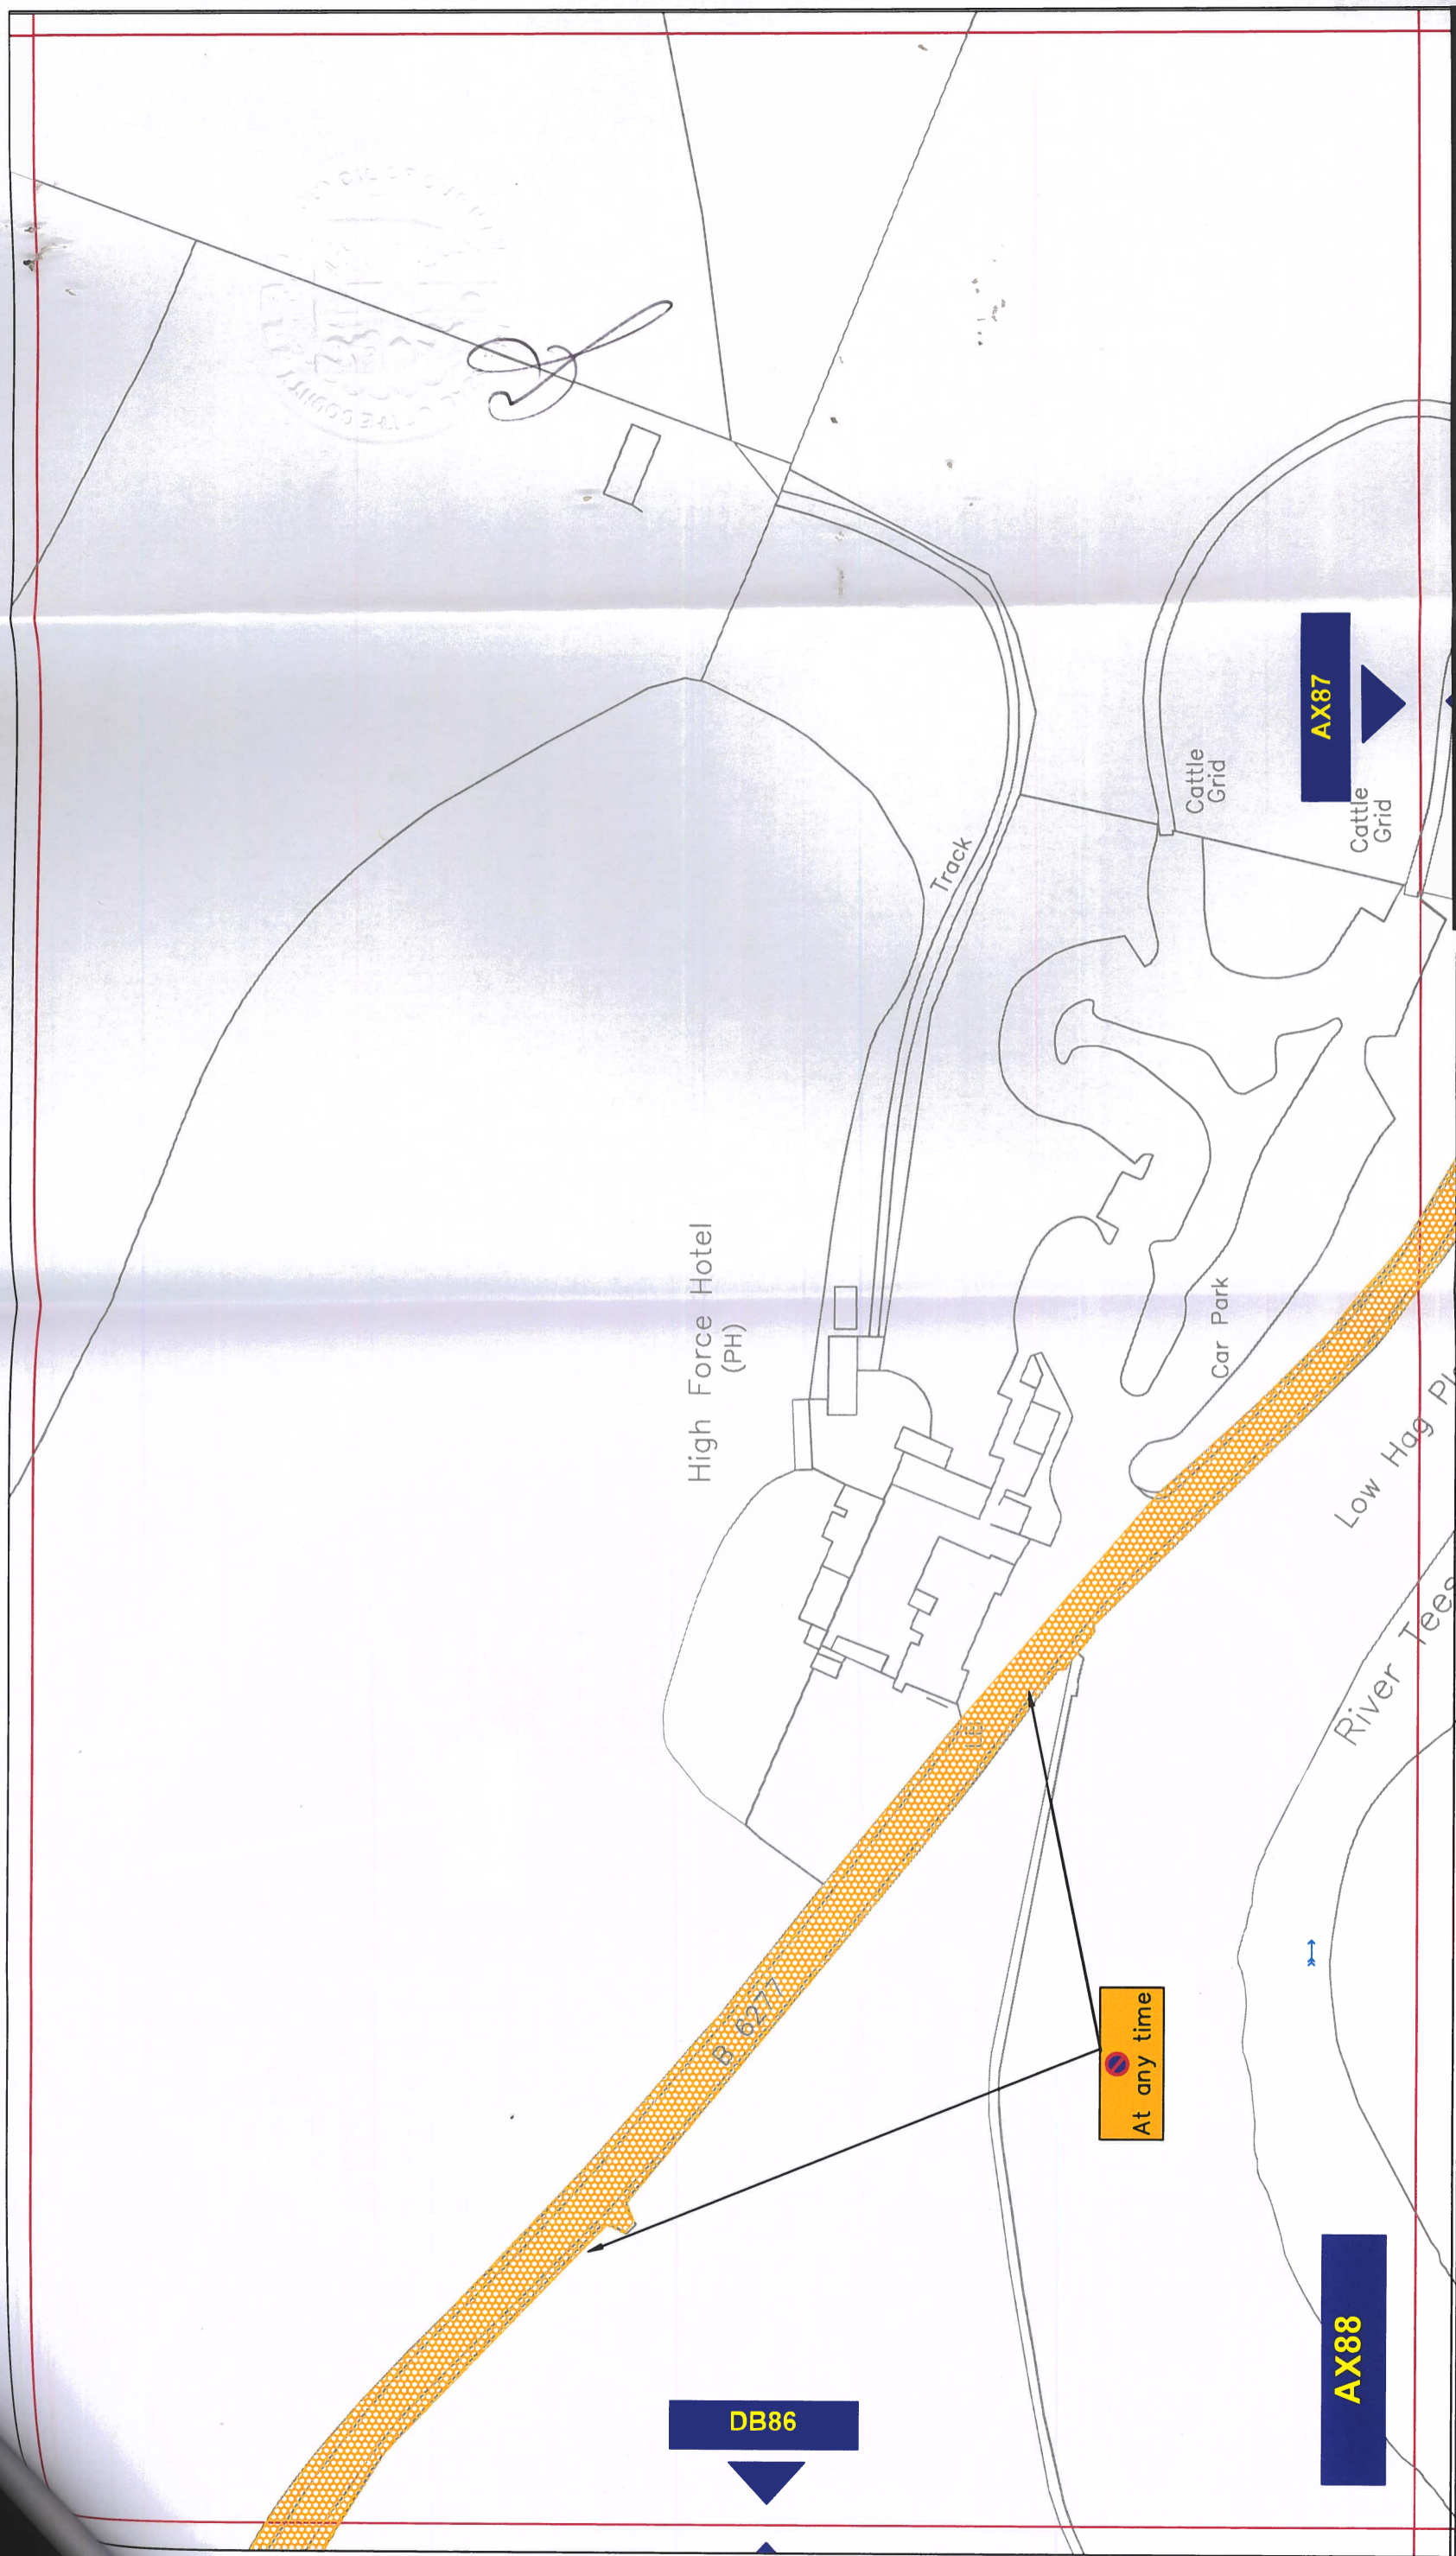 AX87
Cattle
Grid
Cattle
Grid
Track
High Force Hotel
(PH)
Car Park
Low Hag
River Tees
B 6277
At any time
DB86
AX88